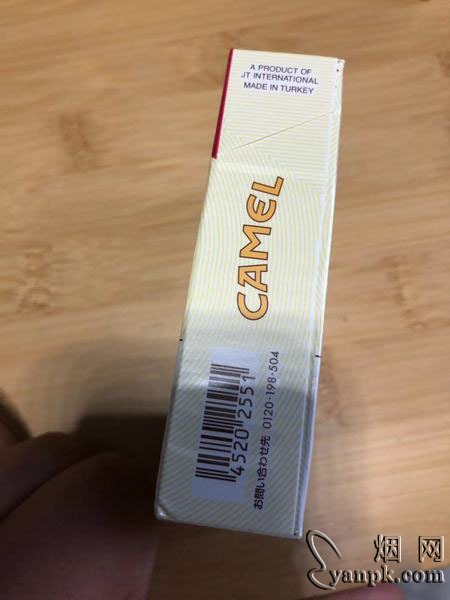 A PRODUCT OF
JT INTERNATIONAL
MADE IN TURKEY
CAMEL
4520 2551
お問い合わせ先 0120-198-504
烟网
yanpk.com